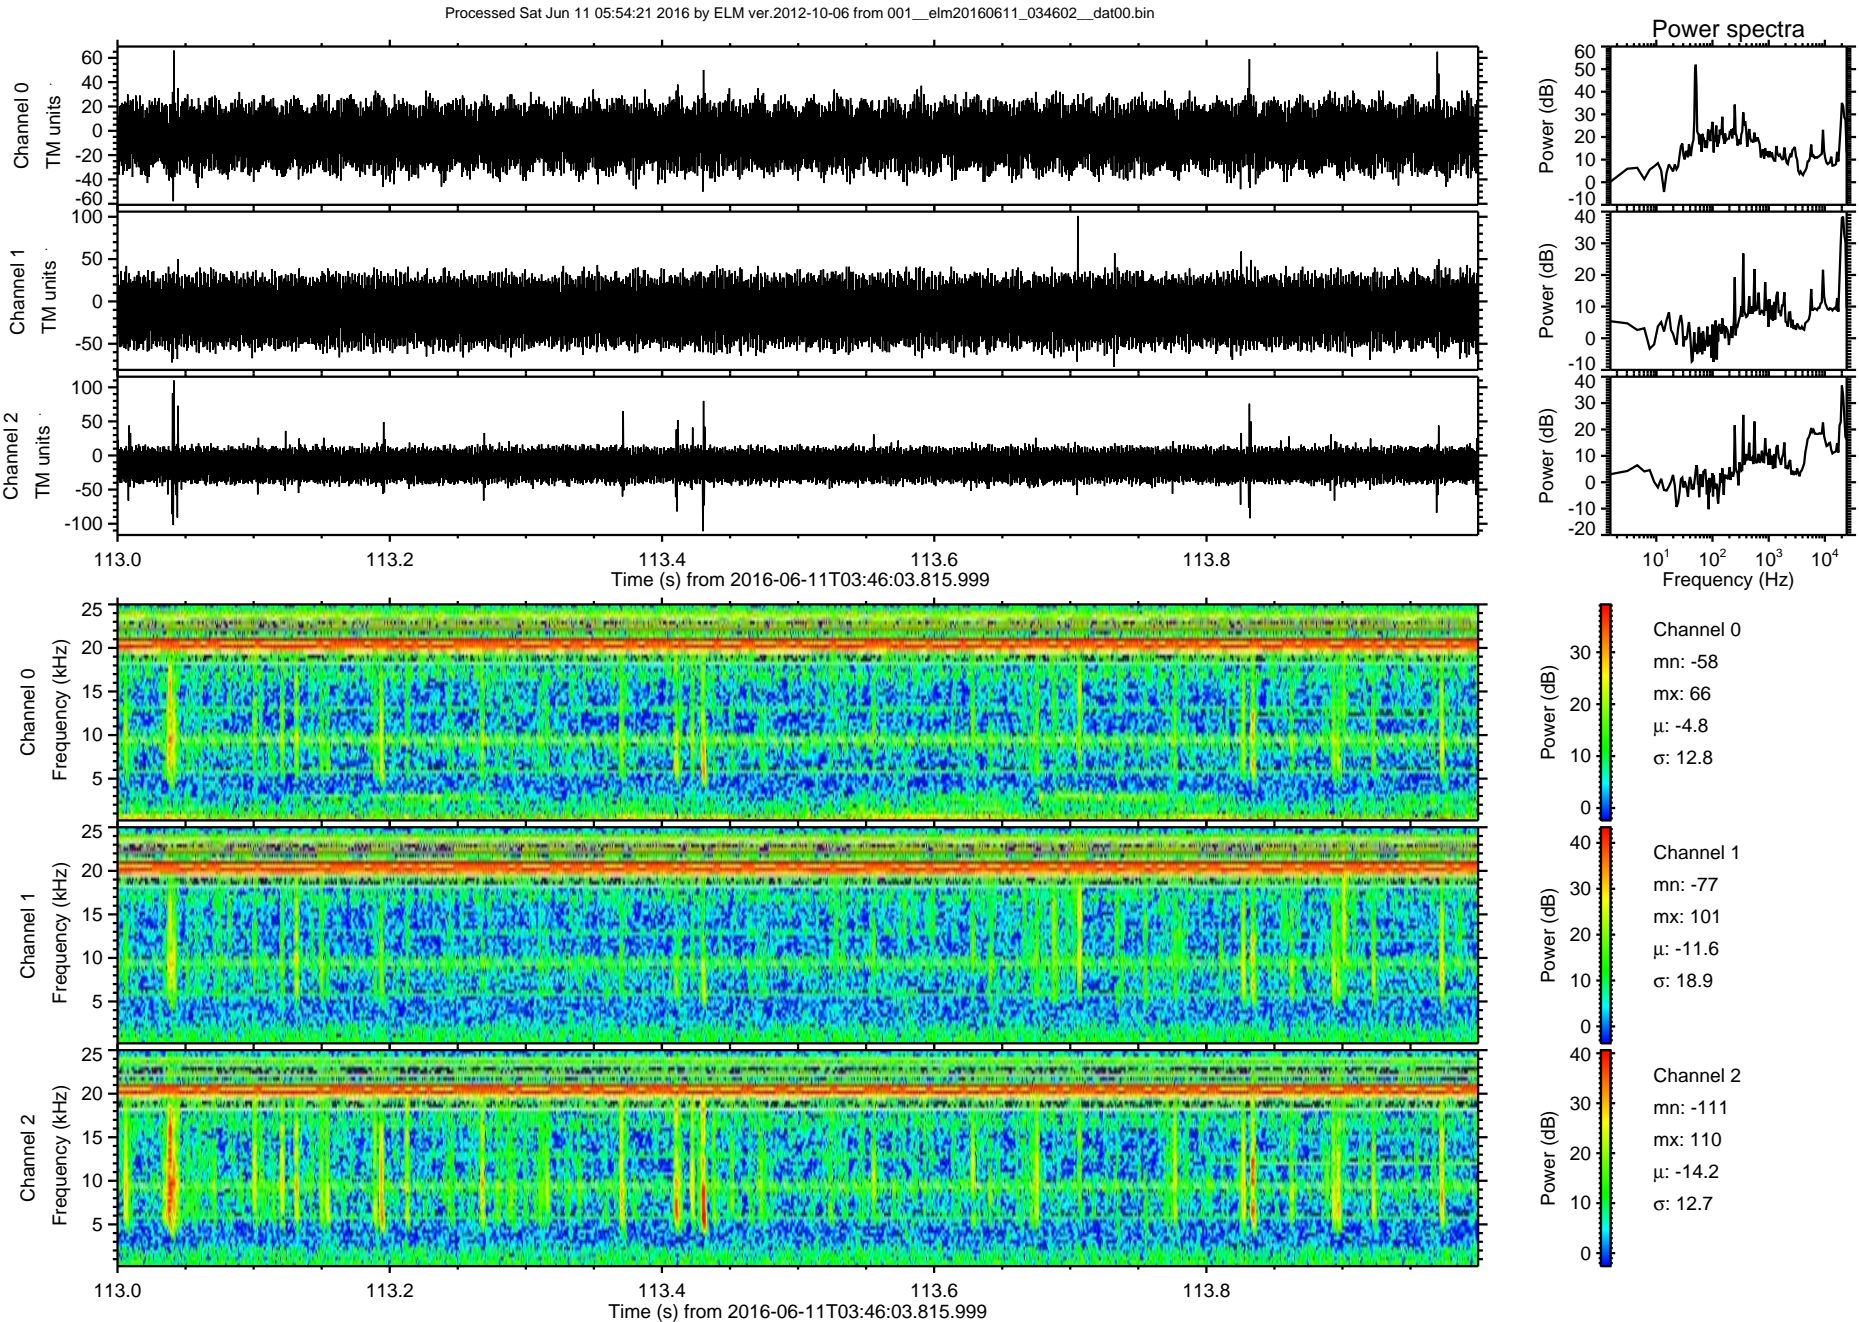 Processed Sat Jun 11 05:54:21 2016 by ELM ver.2012-10-06 from 001__elm20160611_034602__dat00.bin
Power spectra
Channel 0
TM units
60
40
20
0
-20
-40
-60
Power (dB)
60
50
40
30
20
10
0
-10
Channel 1
TM units
100
50
0
-50
Power (dB)
40
30
20
10
0
-10
Channel 2
TM units
100
50
0
-50
-100
Power (dB)
40
30
20
10
0
-10
-20
113.0 113.2 113.4 113.6 113.8
Time (s) from 2016-06-11T03:46:03.815.999
10^1 10^2 10^3 10^4
Frequency (Hz)
Channel 0
Frequency (kHz)
25
20
15
10
5
Power (dB)
30
20
10
0
Channel 0
mn: -58
mx: 66
μ: -4.8
σ: 12.8
Channel 1
Frequency (kHz)
25
20
15
10
5
Power (dB)
40
30
20
10
0
Channel 1
mn: -77
mx: 101
μ: -11.6
σ: 18.9
Channel 2
Frequency (kHz)
25
20
15
10
5
Power (dB)
40
30
20
10
0
Channel 2
mn: -111
mx: 110
μ: -14.2
σ: 12.7
113.0 113.2 113.4 113.6 113.8
Time (s) from 2016-06-11T03:46:03.815.999